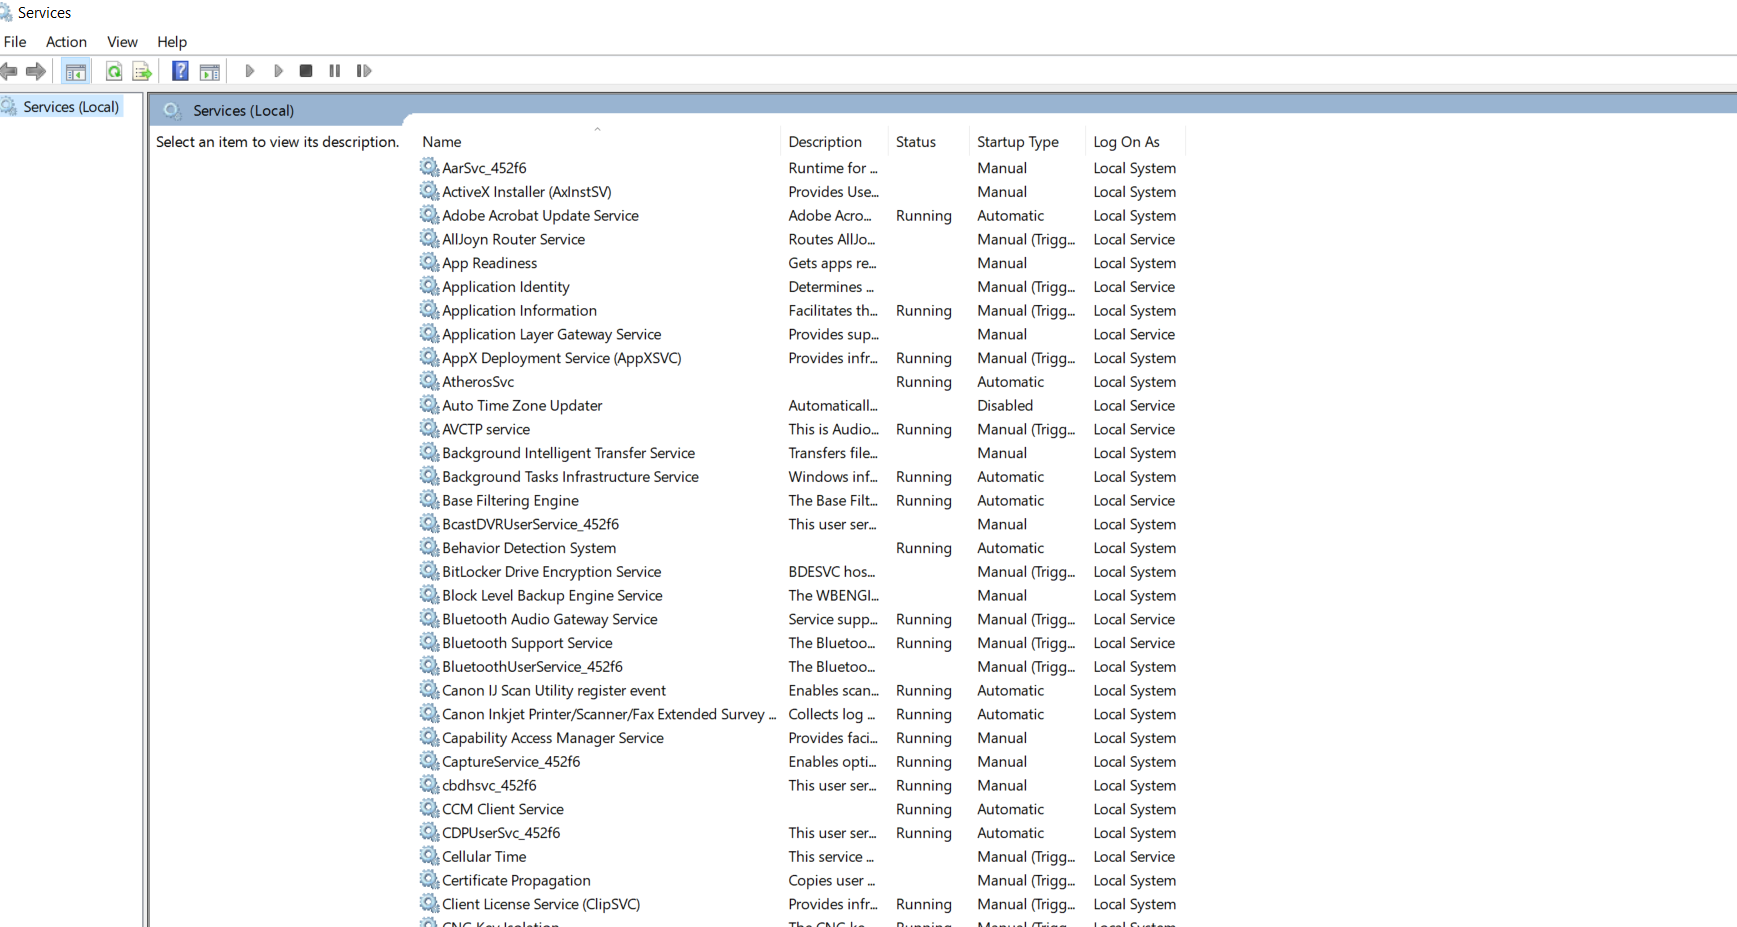 Services
File Action View Help
Services (Local)
Services (Local)
Select an item to view its description.
Name Description Status Startup Type Log On As
AarSvc_452f6 Runtime for ... Manual Local System
ActiveX Installer (AxInstSV) Provides Use... Manual Local System
Adobe Acrobat Update Service Adobe Acro... Running Automatic Local System
AllJoyn Router Service Routes AllJo... Manual (Trigg... Local Service
App Readiness Gets apps re... Manual Local System
Application Identity Determines ... Manual (Trigg... Local Service
Application Information Facilitates th... Running Manual (Trigg... Local System
Application Layer Gateway Service Provides sup... Manual Local Service
AppX Deployment Service (AppXSVC) Provides infr... Running Manual (Trigg... Local System
AtherosSvc Running Automatic Local System
Auto Time Zone Updater Automaticall... Disabled Local Service
AVCTP service This is Audio... Running Manual (Trigg... Local Service
Background Intelligent Transfer Service Transfers file... Manual Local System
Background Tasks Infrastructure Service Windows inf... Running Automatic Local System
Base Filtering Engine The Base Filt... Running Automatic Local Service
BcastDVRUserService_452f6 This user ser... Manual Local System
Behavior Detection System Running Automatic Local System
BitLocker Drive Encryption Service BDESVC hos... Manual (Trigg... Local System
Block Level Backup Engine Service The WBENGI... Manual Local System
Bluetooth Audio Gateway Service Service supp... Running Manual (Trigg... Local Service
Bluetooth Support Service The Bluetoo... Running Manual (Trigg... Local Service
BluetoothUserService_452f6 The Bluetoo... Manual (Trigg... Local System
Canon IJ Scan Utility register event Enables scan... Running Automatic Local System
Canon Inkjet Printer/Scanner/Fax Extended Survey ... Collects log ... Running Automatic Local System
Capability Access Manager Service Provides faci... Running Manual Local System
CaptureService_452f6 Enables opti... Running Manual Local System
cbdhsvc_452f6 This user ser... Running Manual Local System
CCM Client Service Running Automatic Local System
CDPUserSvc_452f6 This user ser... Running Automatic Local System
Cellular Time This service ... Manual (Trigg... Local Service
Certificate Propagation Copies user ... Manual (Trigg... Local System
Client License Service (ClipSVC) Provides infr... Running Manual (Trigg... Local System
CNG Key Isolation The CNG ke... Running Manual (Trigg... Local System